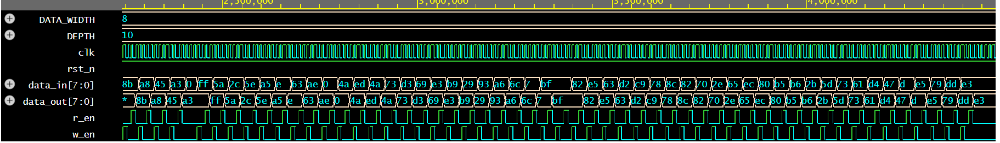 2,500,000 3,000,000 3,500,000 4,000,000
DATA_WIDTH 8
DEPTH 10
clk
rst_n
data_in[7:0] 8b a8 45 a3 0 ff 5a 2c 5e a5 e 63 ae 0 4a ed 4a 73 d3 69 e3 b9 29 93 a6 6c 7 bf 82 e5 63 d2 c9 78 8c 82 70 2e 65 ec 80 b5 b6 2b 5d 73 61 d4 47 d e5 79 dd e3
data_out[7:0] * 8b a8 45 a3 ff 5a 2c 5e a5 e 63 ae 0 4a ed 4a 73 d3 69 e3 b9 29 93 a6 6c 7 bf 82 e5 63 d2 c9 78 8c 82 70 2e 65 ec 80 b5 b6 2b 5d 73 61 d4 47 d e5 79 dd e3
r_en
w_en